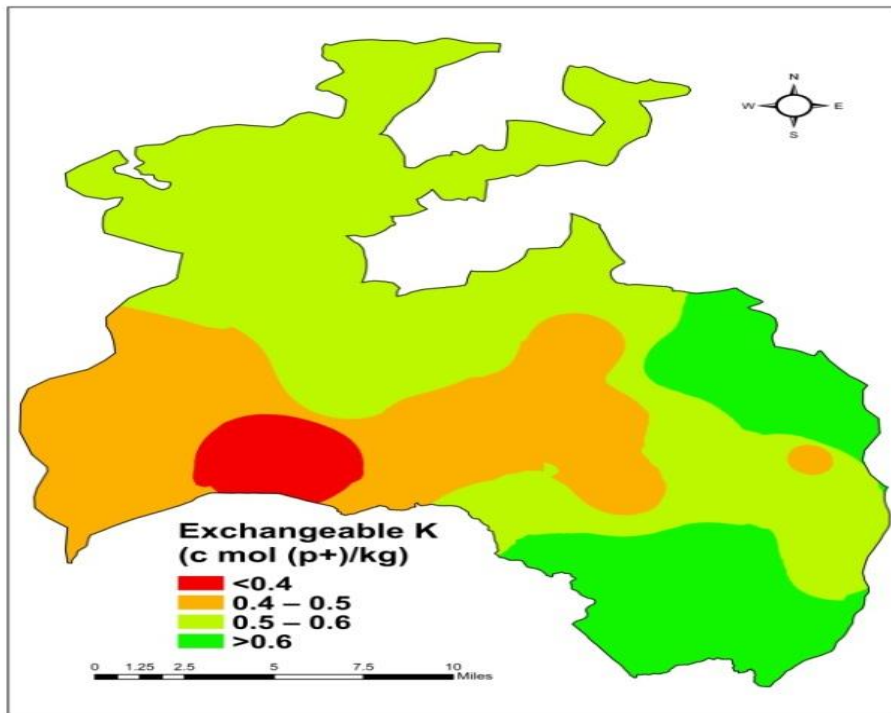 N
W E
S
Exchangeable K
(c mol (p+)/kg)
<0.4
0.4 – 0.5
0.5 – 0.6
>0.6
0 1.25 2.5 5 7.5 10
Miles